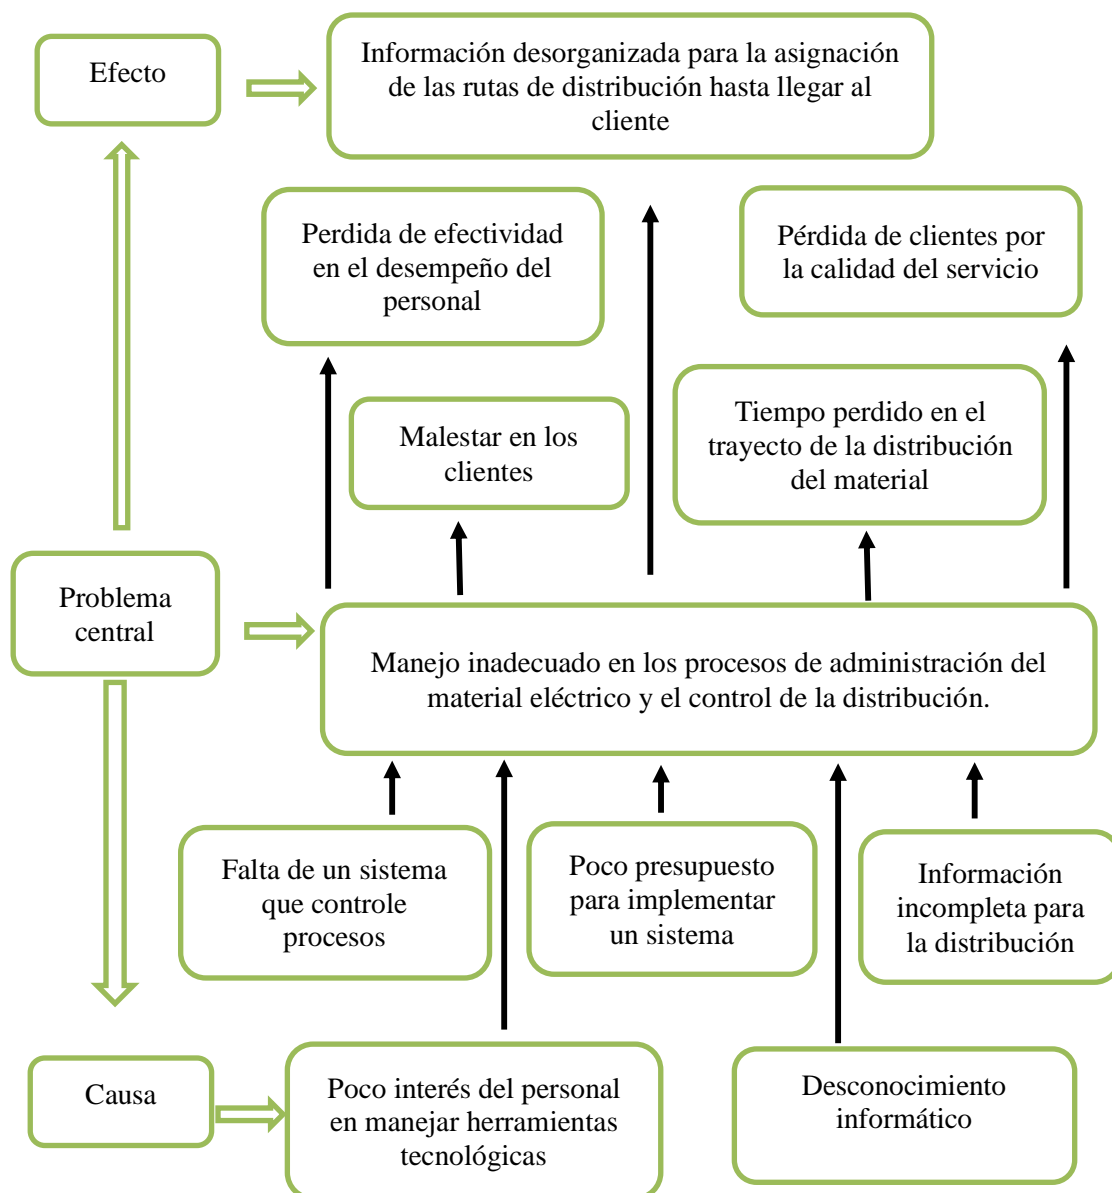 Efecto
Información desorganizada para la asignación
de las rutas de distribución hasta llegar al
cliente
Perdida de efectividad
en el desempeño del
personal
Pérdida de clientes por
la calidad del servicio
Malestar en los
clientes
Tiempo perdido en el
trayecto de la distribución
del material
Problema
central
Manejo inadecuado en los procesos de administración del
material eléctrico y el control de la distribución.
Falta de un sistema
que controle
procesos
Poco presupuesto
para implementar
un sistema
Información
incompleta para
la distribución
Causa
Poco interés del personal
en manejar herramientas
tecnológicas
Desconocimiento
informático